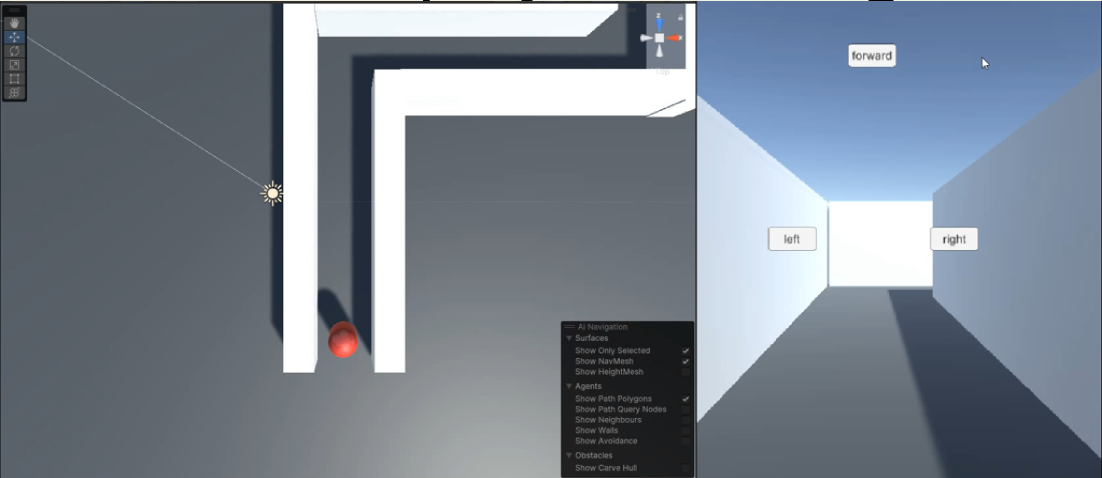 forward
left
right
AI Navigation
Surfaces
Show Only Selected
Show NavMesh
Show HeightMesh
Agents
Show Path Polygons
Show Path Query Nodes
Show Neighbours
Show Walls
Show Avoidance
Obstacles
Show Carve Hull